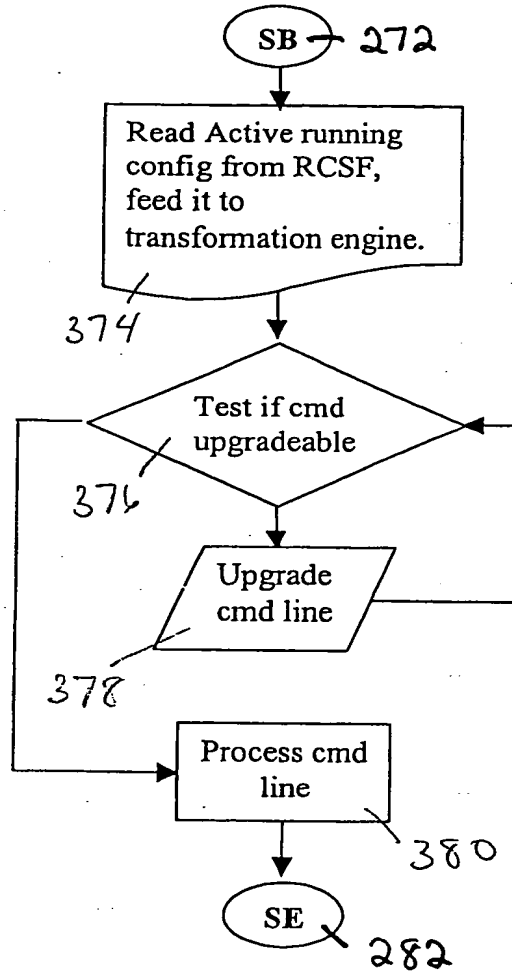 SB 272
Read Active running
config from RCSF,
feed it to
transformation engine.
374
Test if cmd
upgradeable
376
Upgrade
cmd line
378
Process cmd
line
380
SE
282